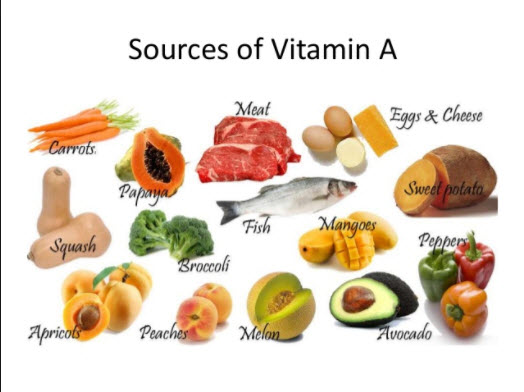 Sources of Vitamin A
Meat
Eggs & Cheese
Carrots
Papaya
Sweet potato
Fish
Mangoes
Squash
Peppers
Broccoli
Apricots
Peaches
Melon
Avocado